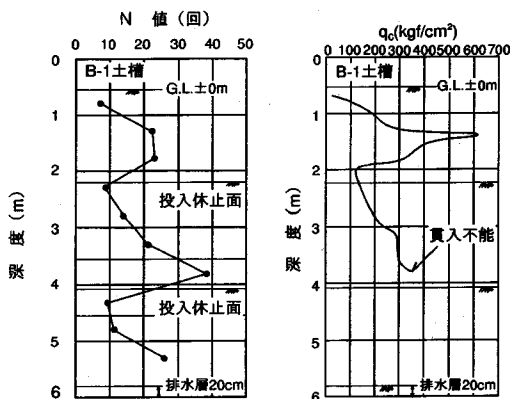 N 値(回)
0 10 20 30 40 50
0
1
2
3
4
5
6
深度(m)
B-1土槽
G.L.±0m
投入休止面
投入休止面
排水層20cm
qc(kgf/cm²)
0 100 200 300 400 500 600 700
0
1
2
3
4
5
6
深度(m)
B-1土槽
G.L.±0m
貫入不能
排水層20cm